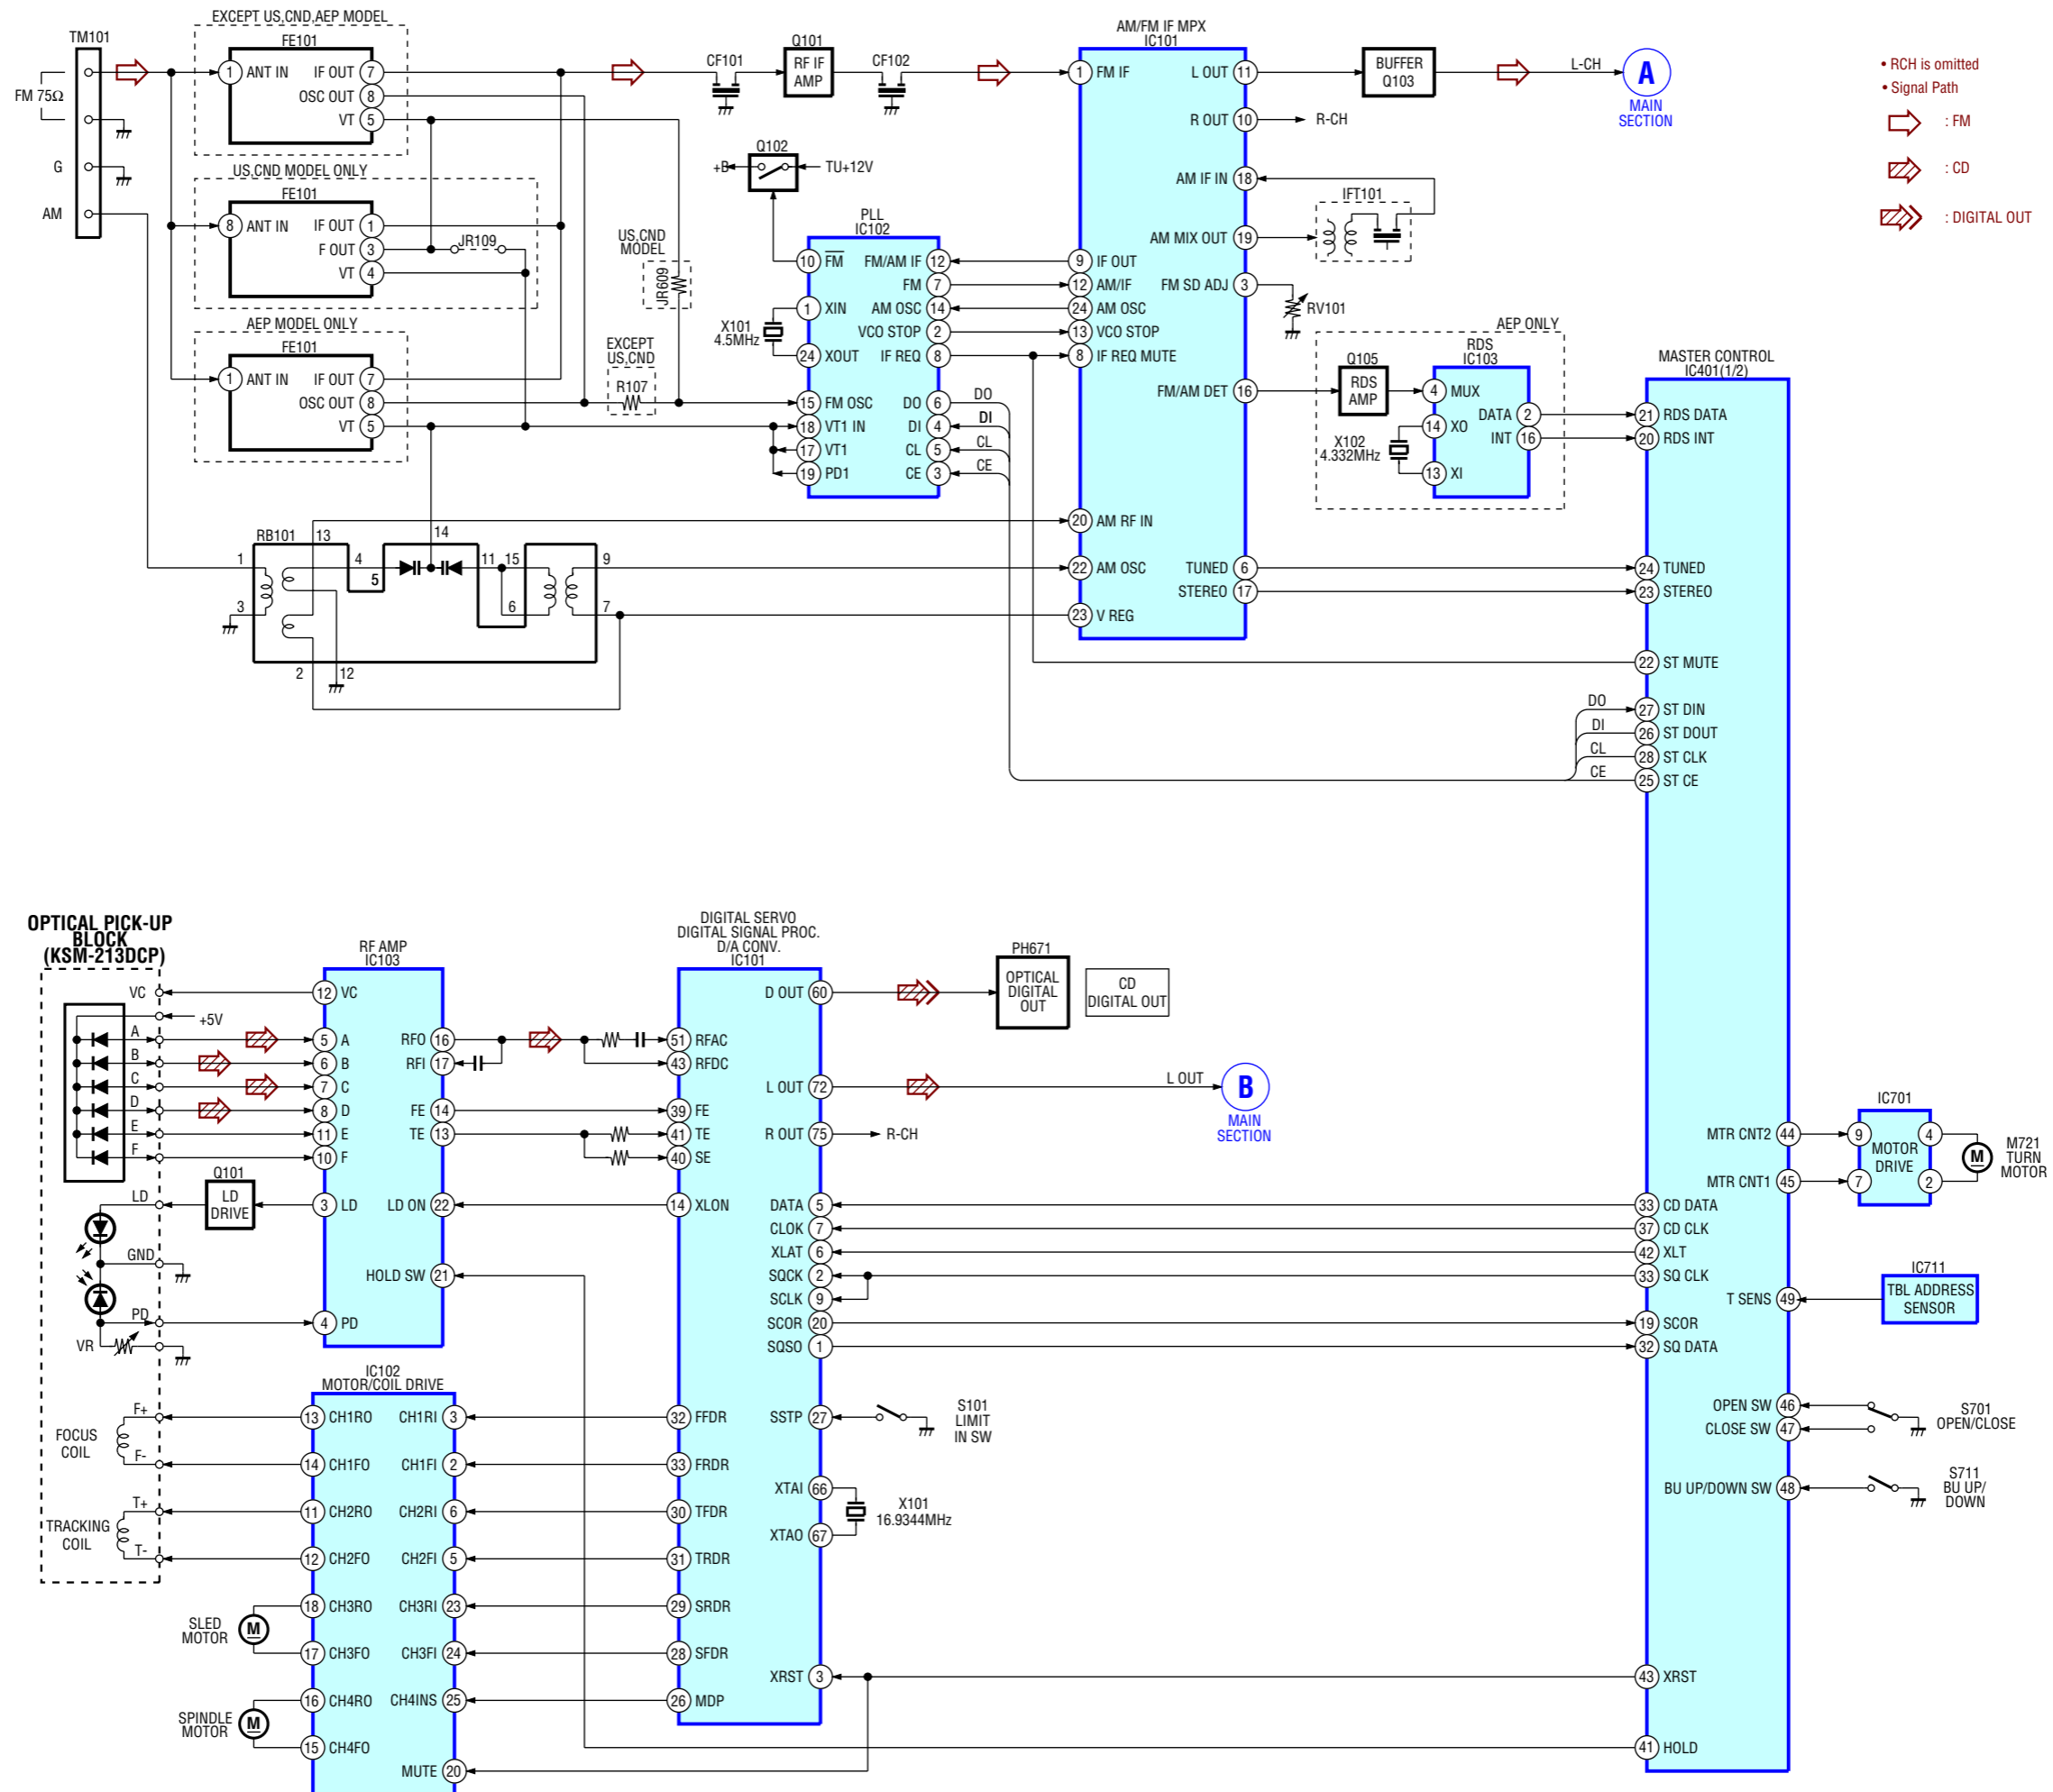 EXCEPT US,CND,AEP MODEL
TM101
FM 75Ω
G
AM
FE101
1 ANT IN
IF OUT 7
OSC OUT 8
VT 5
US,CND MODEL ONLY
FE101
8 ANT IN
IF OUT 1
F OUT 3
VT 4
JR109
AEP MODEL ONLY
FE101
1 ANT IN
IF OUT 7
OSC OUT 8
VT 5
CF101
Q101
RF IF
AMP
CF102
Q102
+B
TU+12V
US,CND
MODEL
JR609
EXCEPT
US,CND
R107
PLL
IC102
10 FM
1 XIN
24 XOUT
15 FM OSC
18 VT1 IN
17 VT1
19 PD1
FM/AM IF 12
FM 7
AM OSC 14
VCO STOP 2
IF REQ 8
DO 6
DI 4
CL 5
CE 3
DO
DI
CL
CE
X101
4.5MHz
AM/FM IF MPX
IC101
1 FM IF
9 IF OUT
12 AM/IF
24 AM OSC
13 VCO STOP
8 IF REQ MUTE
20 AM RF IN
22 AM OSC
23 V REG
L OUT 11
R OUT 10
AM IF IN 18
AM MIX OUT 19
FM SD ADJ 3
FM/AM DET 16
TUNED 6
STEREO 17
BUFFER
Q103
L-CH
A
MAIN
SECTION
R-CH
IFT101
RV101
AEP ONLY
Q105
RDS
AMP
RDS
IC103
4 MUX
14 XO
13 XI
DATA 2
INT 16
X102
4.332MHz
• RCH is omitted
• Signal Path
: FM
: CD
: DIGITAL OUT
RB101
1
3
13
4
5
14
11
15
6
9
7
2
12
MASTER CONTROL
IC401(1/2)
21 RDS DATA
20 RDS INT
24 TUNED
23 STEREO
22 ST MUTE
DO
27 ST DIN
DI
26 ST DOUT
CL
28 ST CLK
CE
25 ST CE
33 CD DATA
37 CD CLK
42 XLT
33 SQ CLK
19 SCOR
32 SQ DATA
43 XRST
41 HOLD
MTR CNT2 44
MTR CNT1 45
T SENS 49
OPEN SW 46
CLOSE SW 47
BU UP/DOWN SW 48
IC701
9
7
MOTOR
DRIVE
4
2
M
M721
TURN
MOTOR
IC711
TBL ADDRESS
SENSOR
S701
OPEN/CLOSE
S711
BU UP/
DOWN
OPTICAL PICK-UP
BLOCK
(KSM-213DCP)
VC
+5V
A
B
C
D
E
F
LD
GND
PD
VR
Q101
LD
DRIVE
FOCUS
COIL
F+
F-
TRACKING
COIL
T+
T-
SLED
MOTOR
M
SPINDLE
MOTOR
M
RF AMP
IC103
12 VC
5 A
6 B
7 C
8 D
11 E
10 F
3 LD
4 PD
RFO 16
RFI 17
FE 14
TE 13
LD ON 22
HOLD SW 21
IC102
MOTOR/COIL DRIVE
13 CH1RO
14 CH1FO
11 CH2RO
12 CH2FO
18 CH3RO
17 CH3FO
16 CH4RO
15 CH4FO
CH1RI 3
CH1FI 2
CH2RI 6
CH2FI 5
CH3RI 23
CH3FI 24
CH4INS 25
MUTE 20
DIGITAL SERVO
DIGITAL SIGNAL PROC.
D/A CONV.
IC101
51 RFAC
43 RFDC
39 FE
41 TE
40 SE
14 XLON
32 FFDR
33 FRDR
30 TFDR
31 TRDR
29 SRDR
28 SFDR
26 MDP
D OUT 60
L OUT 72
R OUT 75
DATA 5
CLOK 7
XLAT 6
SQCK 2
SCLK 9
SCOR 20
SQSO 1
SSTP 27
XTAI 66
XTAO 67
XRST 3
PH671
OPTICAL
DIGITAL
OUT
CD
DIGITAL OUT
L OUT
B
MAIN
SECTION
R-CH
S101
LIMIT
IN SW
X101
16.9344MHz